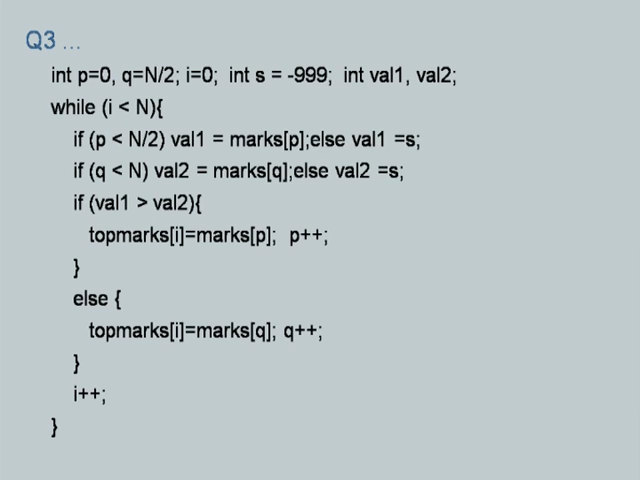 Q3 ...
int p=0, q=N/2; i=0; int s = -999; int val1, val2;
while (i < N){
if (p < N/2) val1 = marks[p];else val1 =s;
if (q < N) val2 = marks[q];else val2 =s;
if (val1 > val2){
topmarks[i]=marks[p]; p++;
}
else {
topmarks[i]=marks[q]; q++;
}
i++;
}